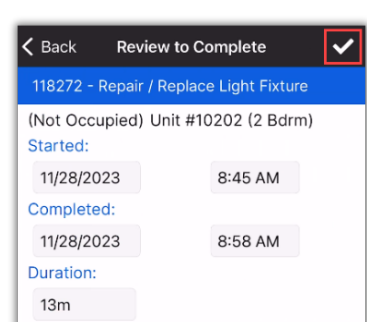 Back Review to Complete
118272 - Repair / Replace Light Fixture
(Not Occupied) Unit #10202 (2 Bdrm)
Started:
11/28/2023 8:45 AM
Completed:
11/28/2023 8:58 AM
Duration:
13m